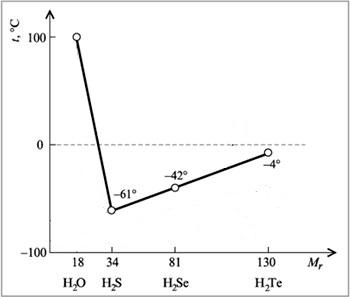 t, °C
100
0
–100
–61°
–42°
–4°
18 34 81 130 Mr
H₂O H₂S H₂Se H₂Te